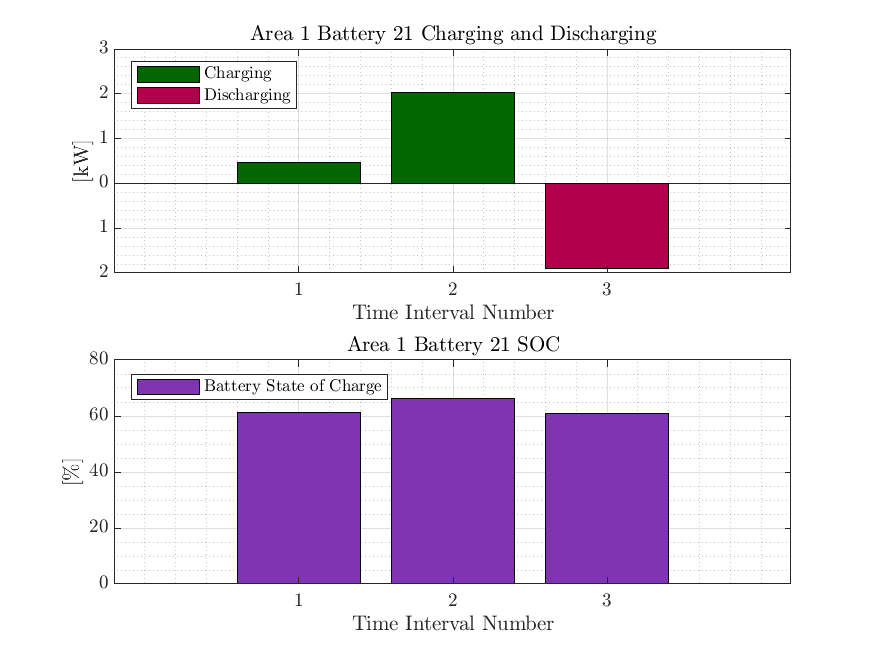 Area 1 Battery 21 Charging and Discharging
3
Charging
2
Discharging
1
[kW]
0
1
2
1 2 3
Time Interval Number
Area 1 Battery 21 SOC
80
Battery State of Charge
60
[%]
40
20
0
1 2 3
Time Interval Number